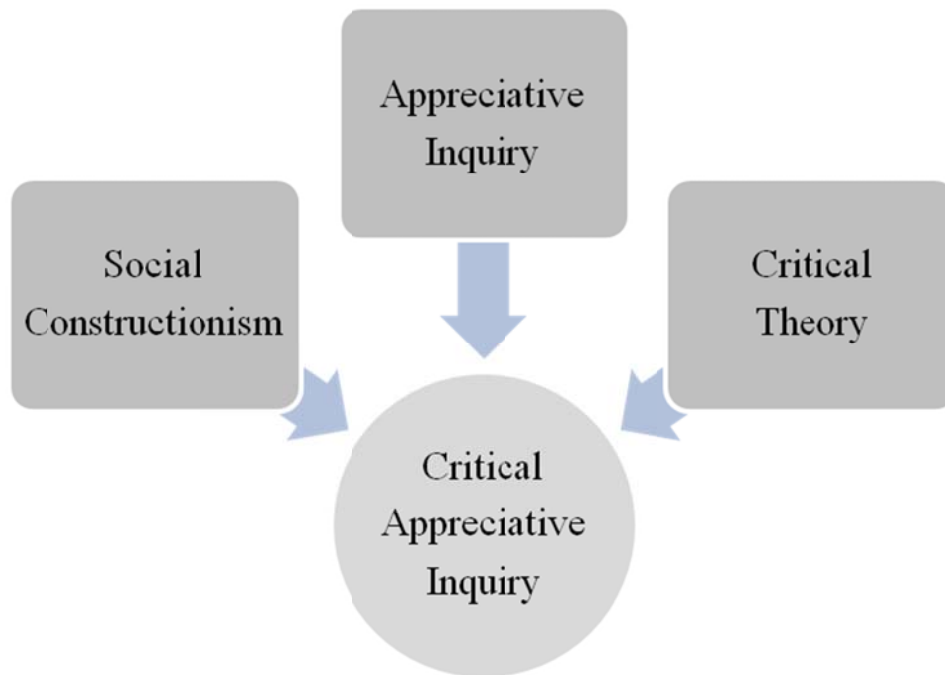 Appreciative
Inquiry
Social
Constructionism
Critical
Theory
Critical
Appreciative
Inquiry